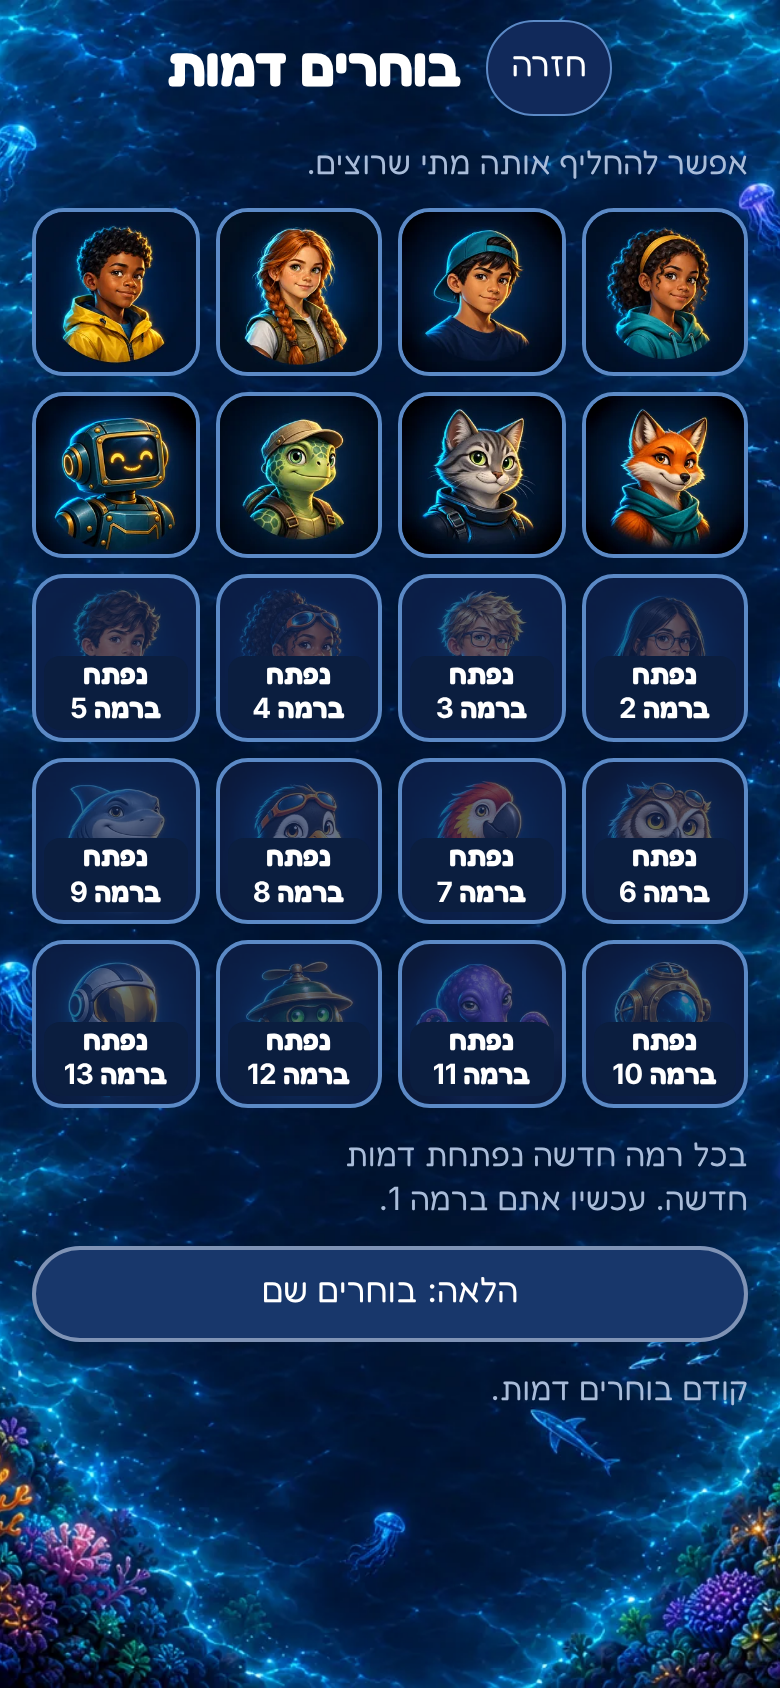 חזרה
בוחרים דמות
אפשר להחליף אותה מתי שרוצים.
נפתח
ברמה 2
נפתח
ברמה 3
נפתח
ברמה 4
נפתח
ברמה 5
נפתח
ברמה 6
נפתח
ברמה 7
נפתח
ברמה 8
נפתח
ברמה 9
נפתח
ברמה 10
נפתח
ברמה 11
נפתח
ברמה 12
נפתח
ברמה 13
בכל רמה חדשה נפתחת דמות
חדשה. עכשיו אתם ברמה 1.
הלאה: בוחרים שם
קודם בוחרים דמות.